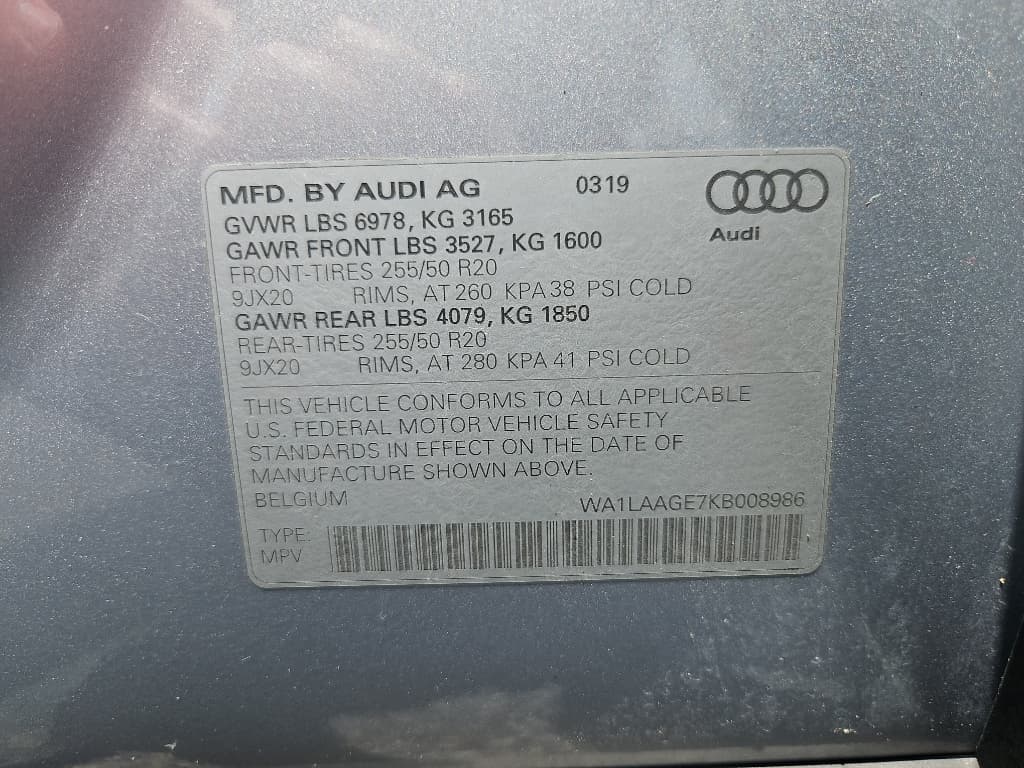 MFD. BY AUDI AG 0319
Audi
GVWR LBS 6978, KG 3165
GAWR FRONT LBS 3527, KG 1600
FRONT-TIRES 255/50 R20
9JX20 RIMS, AT 260 KPA 38 PSI COLD
GAWR REAR LBS 4079, KG 1850
REAR-TIRES 255/50 R20
9JX20 RIMS, AT 280 KPA 41 PSI COLD
THIS VEHICLE CONFORMS TO ALL APPLICABLE
U.S. FEDERAL MOTOR VEHICLE SAFETY
STANDARDS IN EFFECT ON THE DATE OF
MANUFACTURE SHOWN ABOVE.
BELGIUM WA1LAAGE7KB008986
TYPE:
MPV